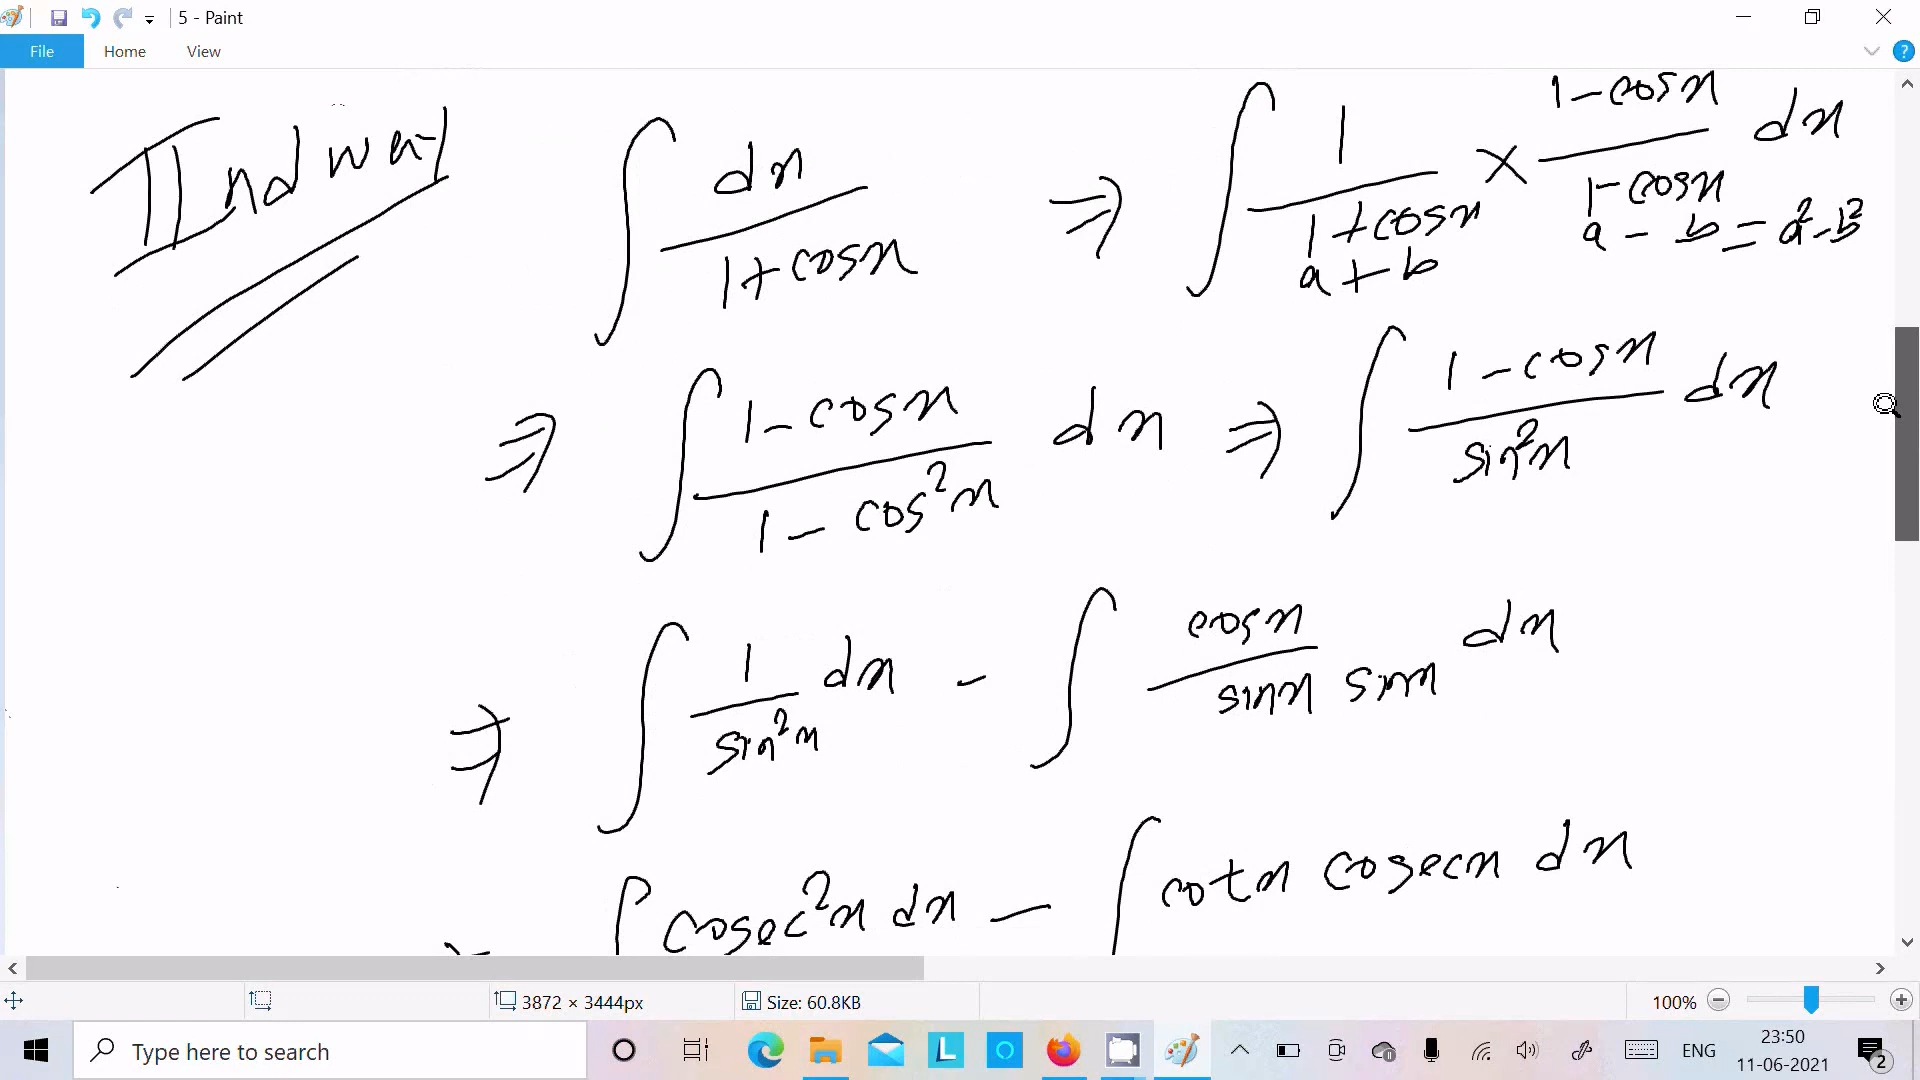 5 - Paint
File Home View
IInd way ∫ dx/(1+cosx) ⇒ ∫ 1/(1+cosx) × (1-cosx)/(1-cosx) dx
a+b a-b = a²-b²
⇒ ∫ (1-cosx)/(1-cos²x) dx ⇒ ∫ (1-cosx)/(sin²x) dx
⇒ ∫ 1/(sin²x) dx - ∫ cosx/(sinx sinx) dx
∫ cosec²x dx - ∫ cotx cosecx dx
3872 × 3444px Size: 60.8KB 100%
Type here to search
L
ENG
23:50
11-06-2021
2